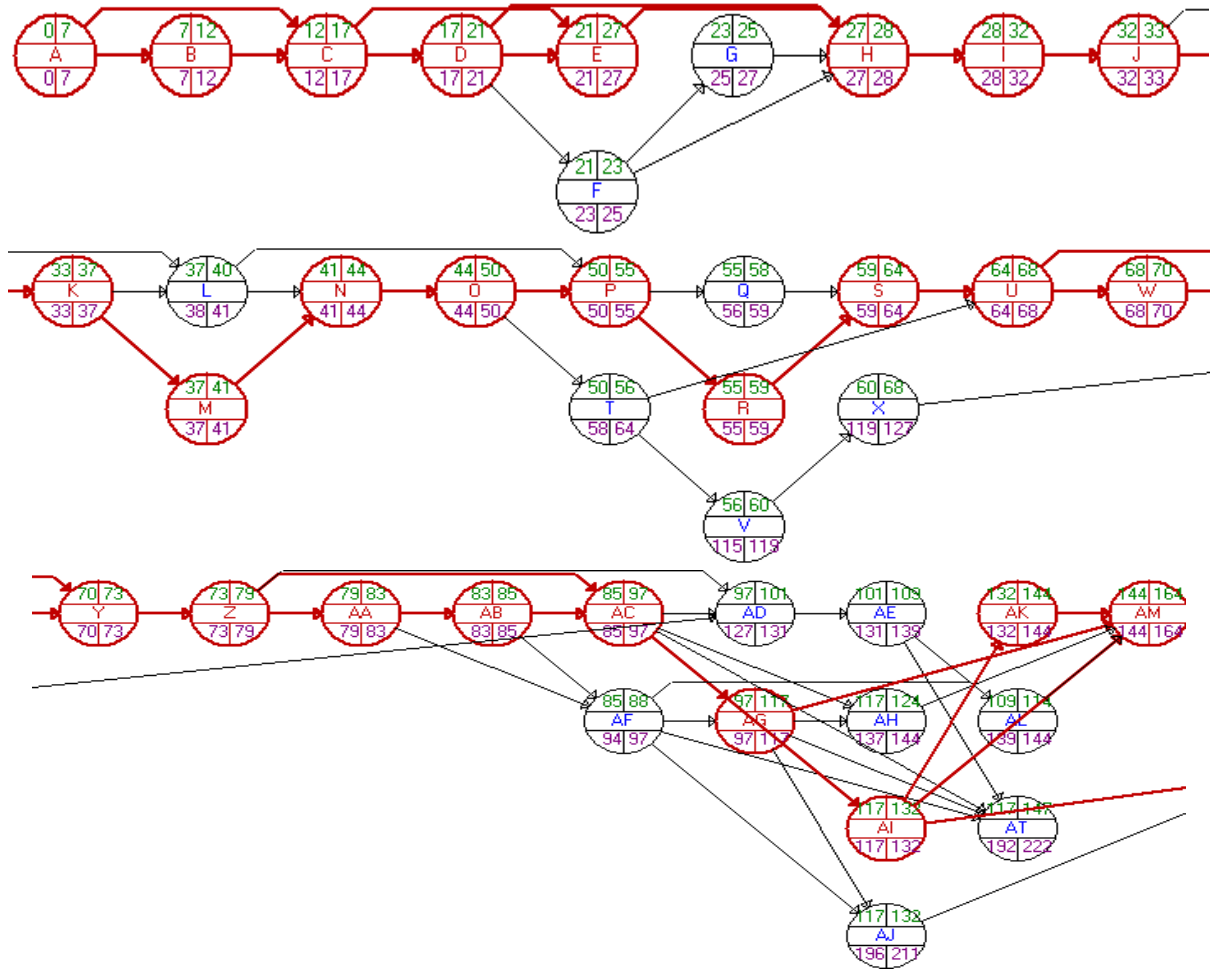 0 7
A
0 7
7 12
B
7 12
12 17
C
12 17
17 21
D
17 21
21 27
E
21 27
23 25
G
25 27
27 28
H
27 28
28 32
I
28 32
32 33
J
32 33
21 23
F
23 25
33 37
K
33 37
37 40
L
38 41
41 44
N
41 44
44 50
O
44 50
50 55
P
50 55
55 58
Q
56 59
59 64
S
59 64
64 68
U
64 68
68 70
W
68 70
37 41
M
37 41
50 56
T
58 64
55 59
R
55 59
60 68
X
119 127
56 60
V
115 119
70 73
Y
70 73
73 79
Z
73 79
79 83
AA
79 83
83 85
AB
83 85
85 97
AC
85 97
97 101
AD
127 131
101 109
AE
131 139
132 144
AK
132 144
144 164
AM
144 164
85 88
AF
94 97
97 117
AG
97 117
117 124
AH
137 144
109 114
AL
139 144
117 132
AI
117 132
117 147
AT
192 222
117 132
AJ
196 211